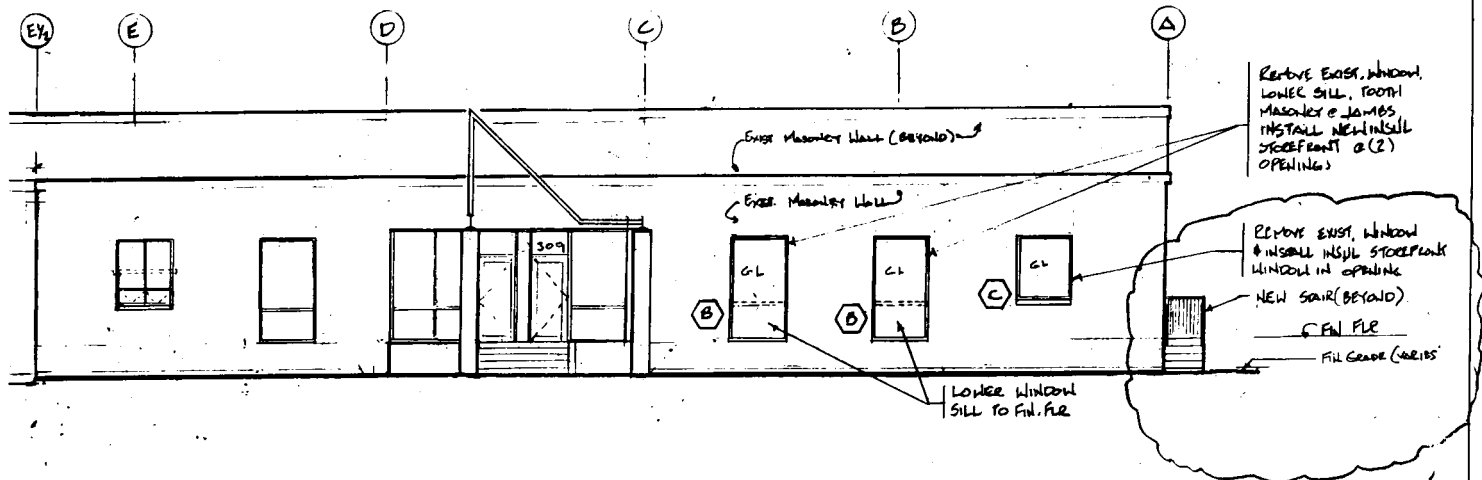 E½
E
D
C
B
A
REMOVE EXIST. WINDOW,
LOWER SILL, TOOTH
MASONRY @ JAMBS
INSTALL NEW INSUL
STOREFRONT @ (2)
OPENINGS
EXIST MASONRY WALL (BEYOND)
EXIST. MASONRY WALL
309
GL
GL
GL
B
B
C
REMOVE EXIST. WINDOW
& INSTALL INSUL STOREFRONT
WINDOW IN OPENING
NEW STAIR (BEYOND)
FIN FLR
FIN GRADE (VARIES
LOWER WINDOW
SILL TO FIN. FLR